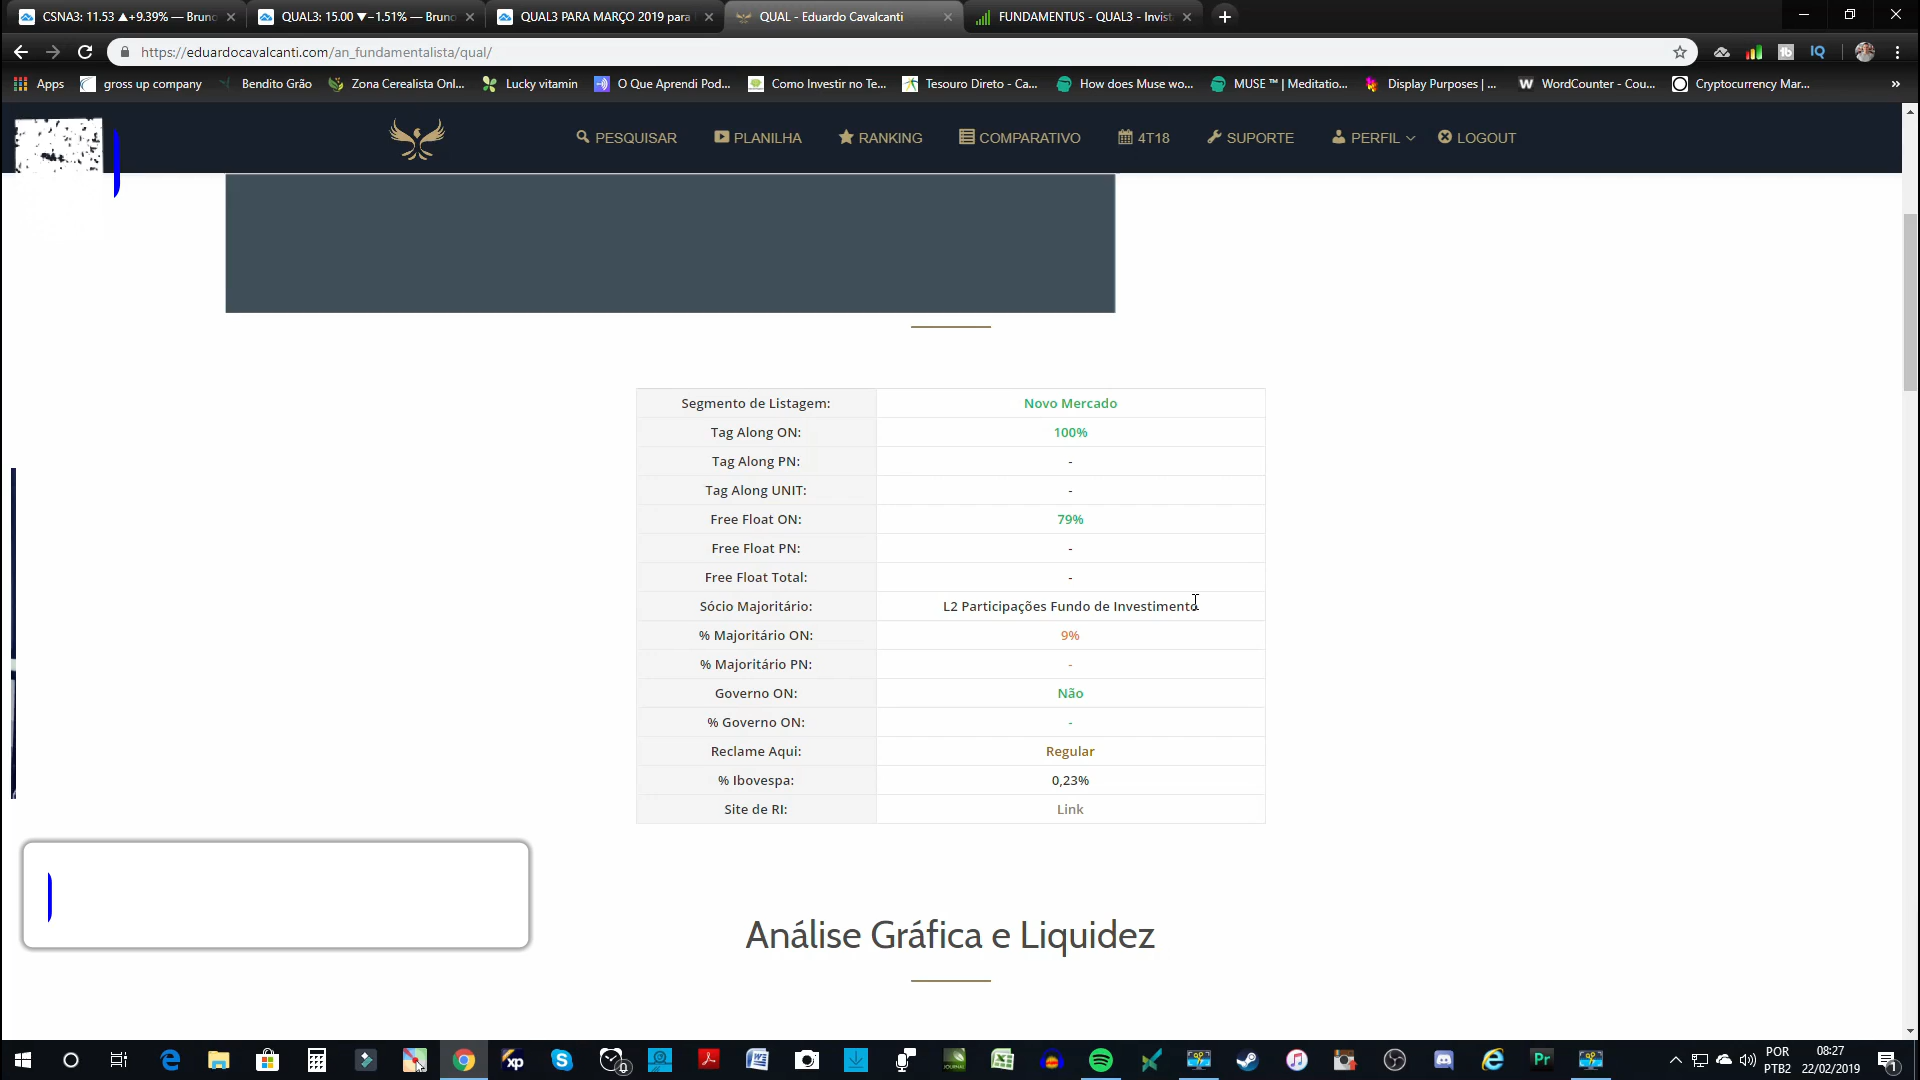 CSNA3: 11.53 ▲+9.39% — Bruno
QUAL3: 15.00 ▼−1.51% — Bruno
QUAL3 PARA MARÇO 2019 para
QUAL - Eduardo Cavalcanti
FUNDAMENTUS - QUAL3 - Invist
https://eduardocavalcanti.com/an_fundamentalista/qual/
Apps
gross up company
Bendito Grão
Zona Cerealista Onl...
Lucky vitamin
O Que Aprendi Pod...
Como Investir no Te...
Tesouro Direto - Ca...
How does Muse wo...
MUSE ™ | Meditatio...
Display Purposes | ...
WordCounter - Cou...
Cryptocurrency Mar...
PESQUISAR
PLANILHA
RANKING
COMPARATIVO
4T18
SUPORTE
PERFIL
LOGOUT
Segmento de Listagem: Novo Mercado
Tag Along ON: 100%
Tag Along PN: -
Tag Along UNIT: -
Free Float ON: 79%
Free Float PN: -
Free Float Total: -
Sócio Majoritário: L2 Participações Fundo de Investimento
% Majoritário ON: 9%
% Majoritário PN: -
Governo ON: Não
% Governo ON: -
Reclame Aqui: Regular
% Ibovespa: 0,23%
Site de RI: Link
Análise Gráfica e Liquidez
POR
PTB2
08:27
22/02/2019